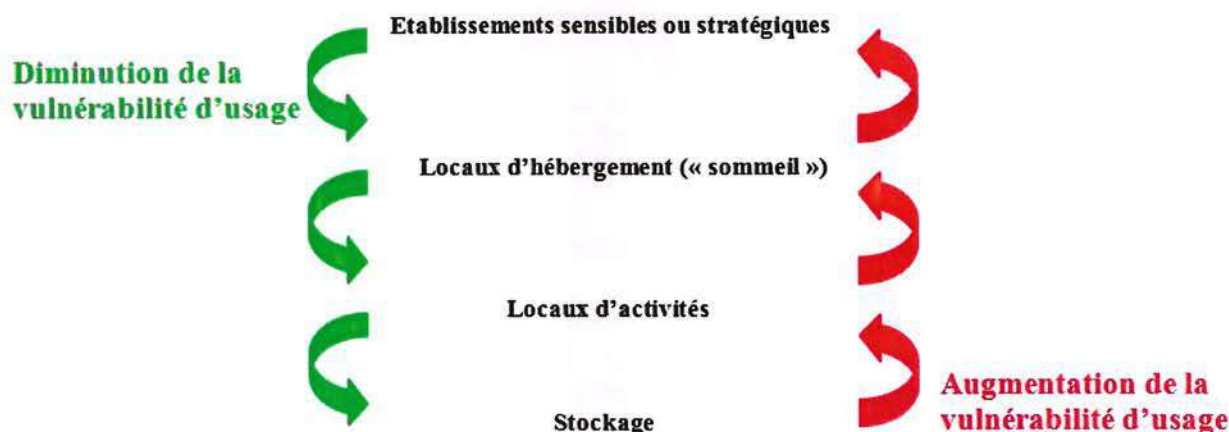 Etablissements sensibles ou stratégiques
Diminution de la
vulnérabilité d’usage
Locaux d’hébergement (« sommeil »)
Locaux d’activités
Augmentation de la
vulnérabilité d’usage
Stockage